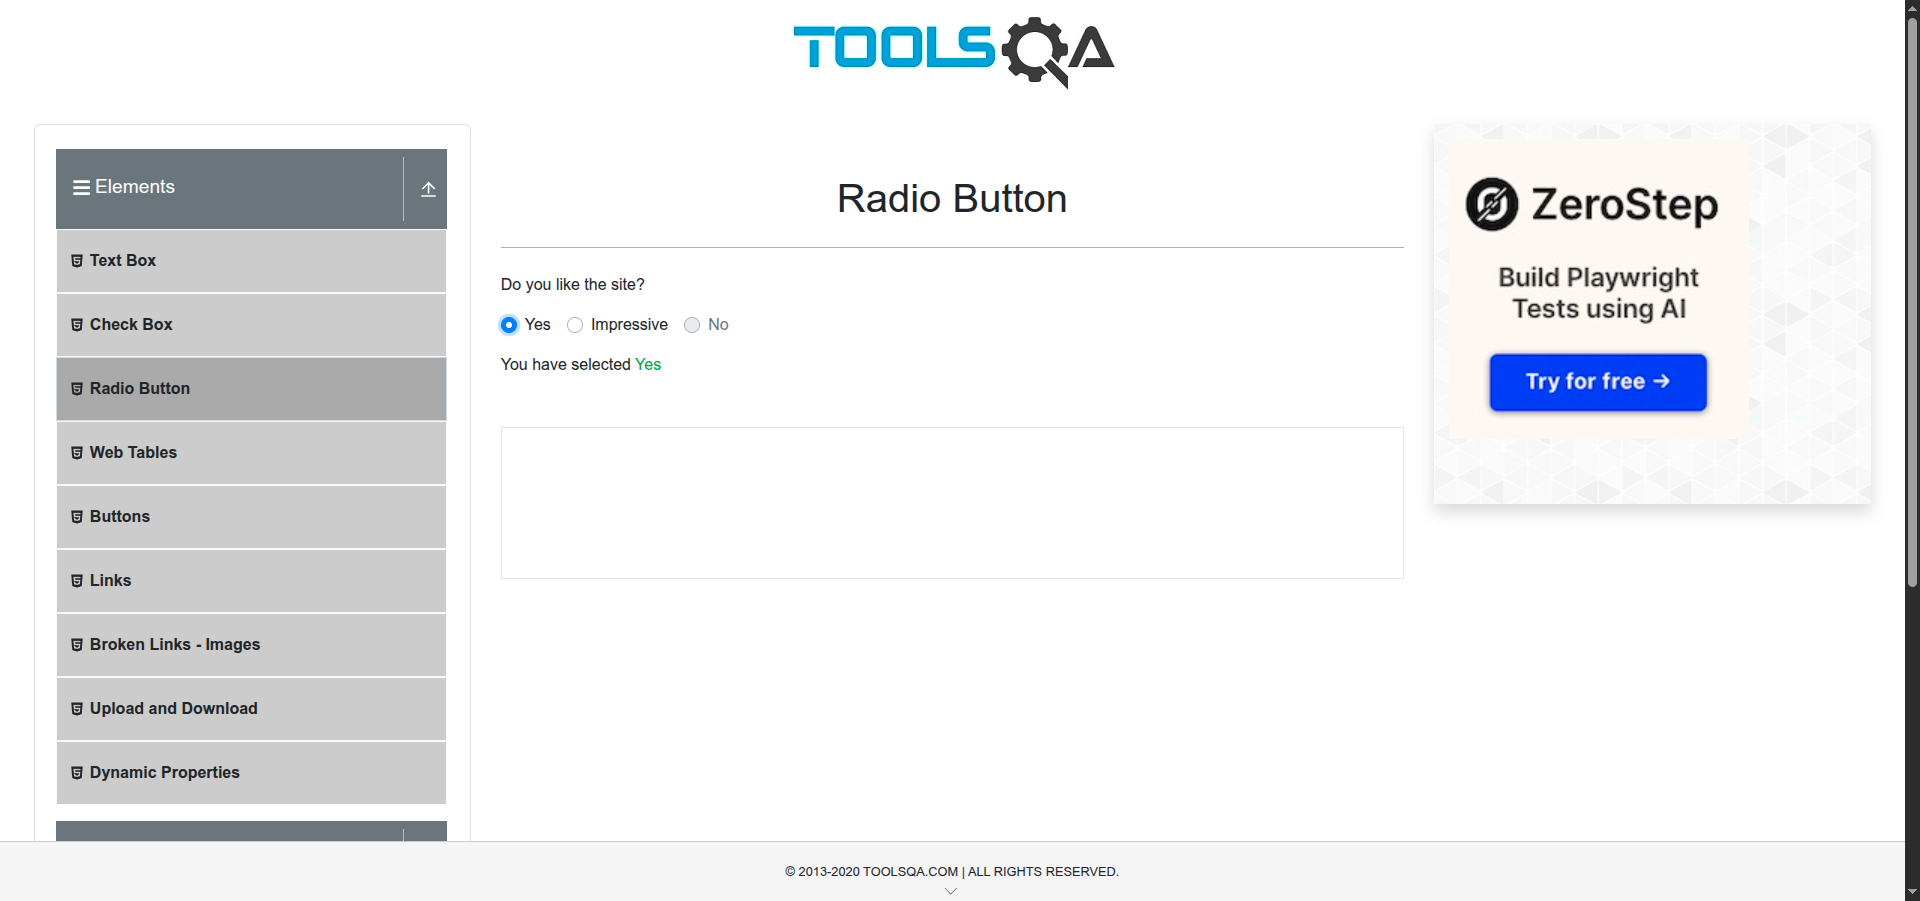 TOOLSQA
Elements
Text Box
Check Box
Radio Button
Web Tables
Buttons
Links
Broken Links - Images
Upload and Download
Dynamic Properties
Radio Button
Do you like the site?
Yes Impressive No
You have selected Yes
ZeroStep
Build Playwright
Tests using AI
Try for free →
© 2013-2020 TOOLSQA.COM | ALL RIGHTS RESERVED.